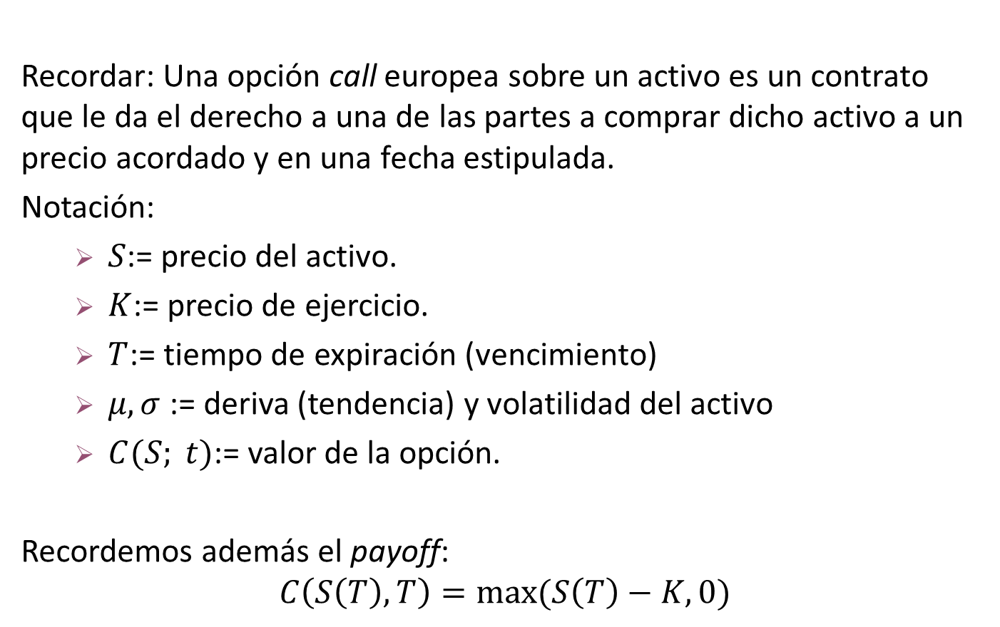 Recordar: Una opción call europea sobre un activo es un contrato
que le da el derecho a una de las partes a comprar dicho activo a un
precio acordado y en una fecha estipulada.
Notación:
➢ S:= precio del activo.
➢ K:= precio de ejercicio.
➢ T:= tiempo de expiración (vencimiento)
➢ μ, σ := deriva (tendencia) y volatilidad del activo
➢ C(S; t):= valor de la opción.
Recordemos además el payoff:
C(S(T), T) = max(S(T) − K, 0)